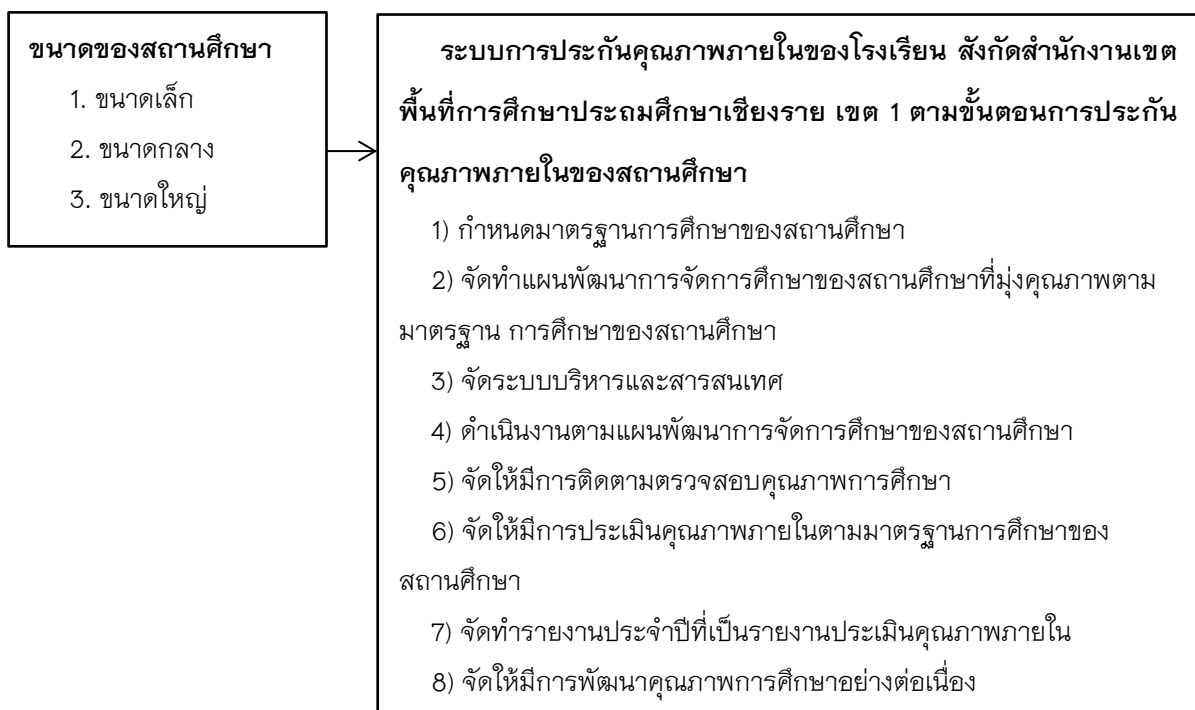 ขนาดของสถานศึกษา
1. ขนาดเล็ก
2. ขนาดกลาง
3. ขนาดใหญ่
ระบบการประกันคุณภาพภายในของโรงเรียน สังกัดสำนักงานเขต
พื้นที่การศึกษาประถมศึกษาเชียงราย เขต 1 ตามขั้นตอนการประกัน
คุณภาพภายในของสถานศึกษา
1) กำหนดมาตรฐานการศึกษาของสถานศึกษา
2) จัดทำแผนพัฒนาการจัดการศึกษาของสถานศึกษาที่มุ่งคุณภาพตาม
มาตรฐาน การศึกษาของสถานศึกษา
3) จัดระบบบริหารและสารสนเทศ
4) ดำเนินงานตามแผนพัฒนาการจัดการศึกษาของสถานศึกษา
5) จัดให้มีการติดตามตรวจสอบคุณภาพการศึกษา
6) จัดให้มีการประเมินคุณภาพภายในตามมาตรฐานการศึกษาของ
สถานศึกษา
7) จัดทำรายงานประจำปีที่เป็นรายงานประเมินคุณภาพภายใน
8) จัดให้มีการพัฒนาคุณภาพการศึกษาอย่างต่อเนื่อง